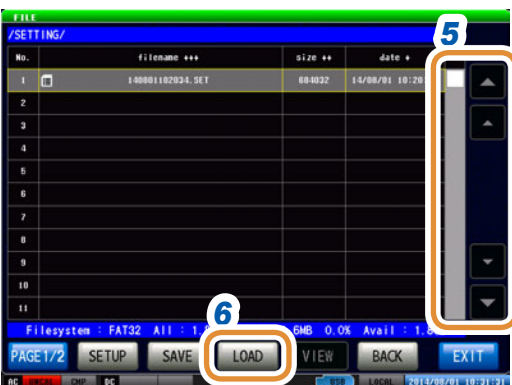 FILE
/SETTING/
5
No. filename +++ size ++ date +
1 140801102034.SET 684032 14/08/01 10:20
2
3
4
5
6
7
8
9
10
11
6
Filesystem : FAT32 All : 1. 6MB 0.0% Avail : 1.8
PAGE1/2 SETUP SAVE LOAD VIEW BACK EXIT
AC CMP DC USB LOCAL 2014/08/01 10:31:31